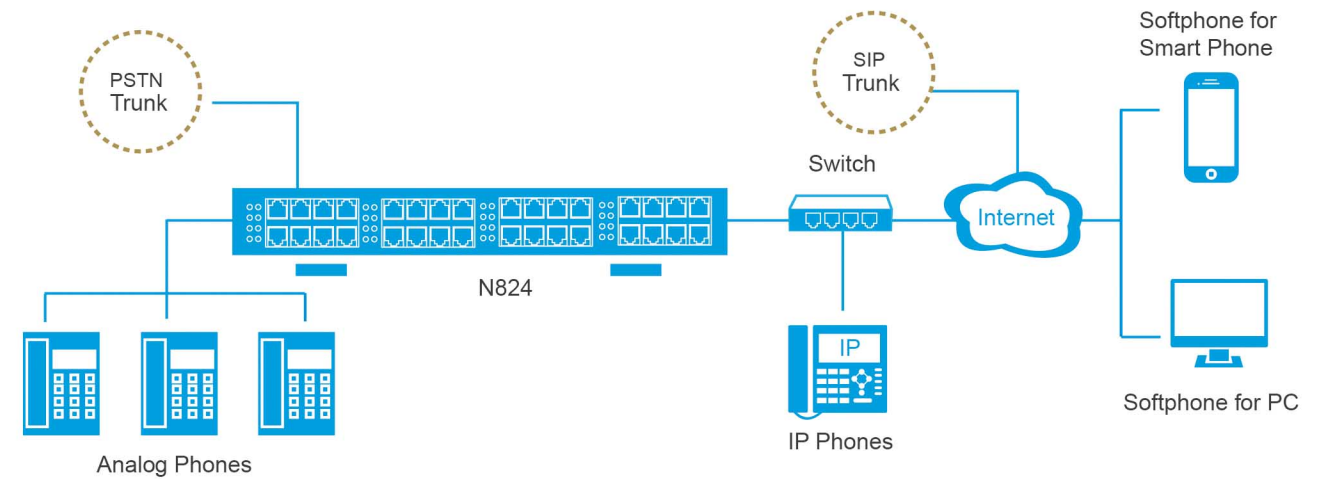 Softphone for
Smart Phone
PSTN
Trunk
SIP
Trunk
Switch
Internet
N824
IP
Softphone for PC
IP Phones
Analog Phones